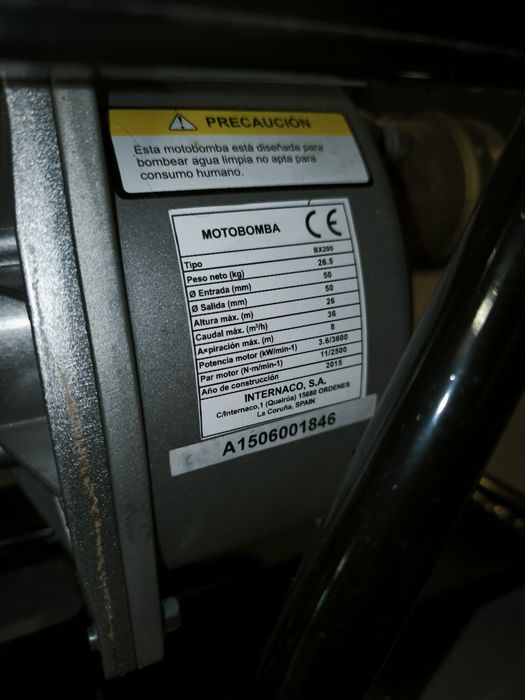 PRECAUCIÓN
Esta motobomba está diseñada para
bombear agua limpia no apta para
consumo humano.
MOTOBOMBA CE
Tipo BX200
Peso neto (kg) 26.5
Ø Entrada (mm) 50
Ø Salida (mm) 50
Altura máx. (m) 26
Caudal máx. (m³/h) 36
Aspiración máx. (m) 8
Potencia motor (kW/min-1) 3.6/3600
Par motor (N·m/min-1) 11/2500
Año de construcción 2015
INTERNACO, S.A.
C/Internaco,1 (Queirúa) 15680 ORDENES
La Coruña, SPAIN
A1506001846